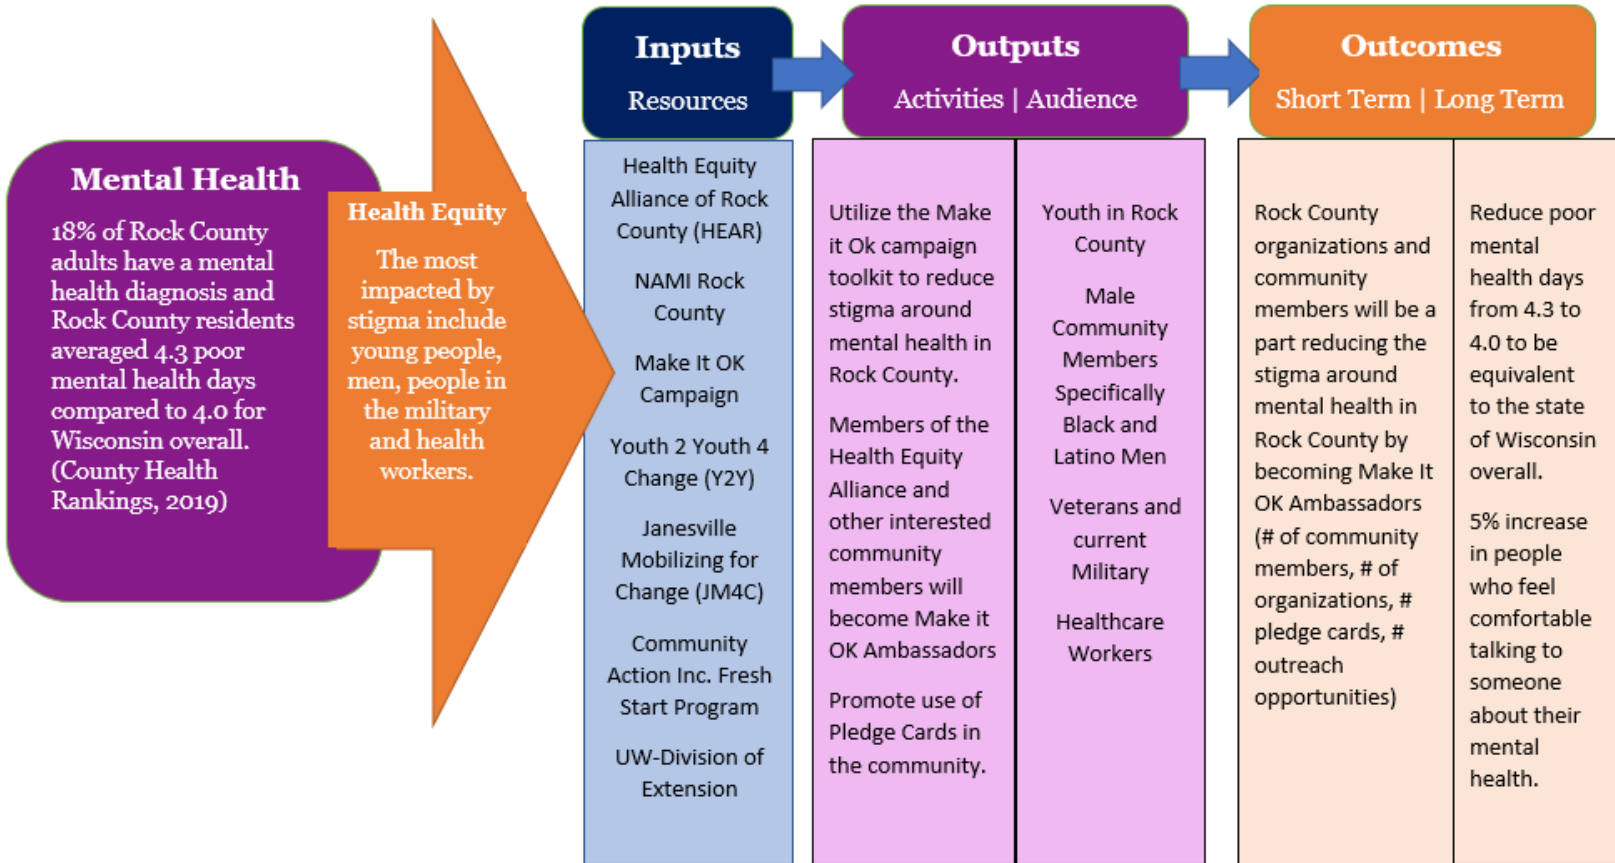 Mental Health
18% of Rock County
adults have a mental
health diagnosis and
Rock County residents
averaged 4.3 poor
mental health days
compared to 4.0 for
Wisconsin overall.
(County Health
Rankings, 2019)
Health Equity
The most
impacted by
stigma include
young people,
men, people in
the military
and health
workers.
Inputs
Resources
Health Equity
Alliance of Rock
County (HEAR)
NAMI Rock
County
Make It OK
Campaign
Youth 2 Youth 4
Change (Y2Y)
Janesville
Mobilizing for
Change (JM4C)
Community
Action Inc. Fresh
Start Program
UW-Division of
Extension
Outputs
Activities | Audience
Utilize the Make
it Ok campaign
toolkit to reduce
stigma around
mental health in
Rock County.
Members of the
Health Equity
Alliance and
other interested
community
members will
become Make it
OK Ambassadors
Promote use of
Pledge Cards in
the community.
Youth in Rock
County
Male
Community
Members
Specifically
Black and
Latino Men
Veterans and
current
Military
Healthcare
Workers
Outcomes
Short Term | Long Term
Rock County
organizations and
community
members will be a
part reducing the
stigma around
mental health in
Rock County by
becoming Make It
OK Ambassadors
(# of community
members, # of
organizations, #
pledge cards, #
outreach
opportunities)
Reduce poor
mental
health days
from 4.3 to
4.0 to be
equivalent
to the state
of Wisconsin
overall.
5% increase
in people
who feel
comfortable
talking to
someone
about their
mental
health.